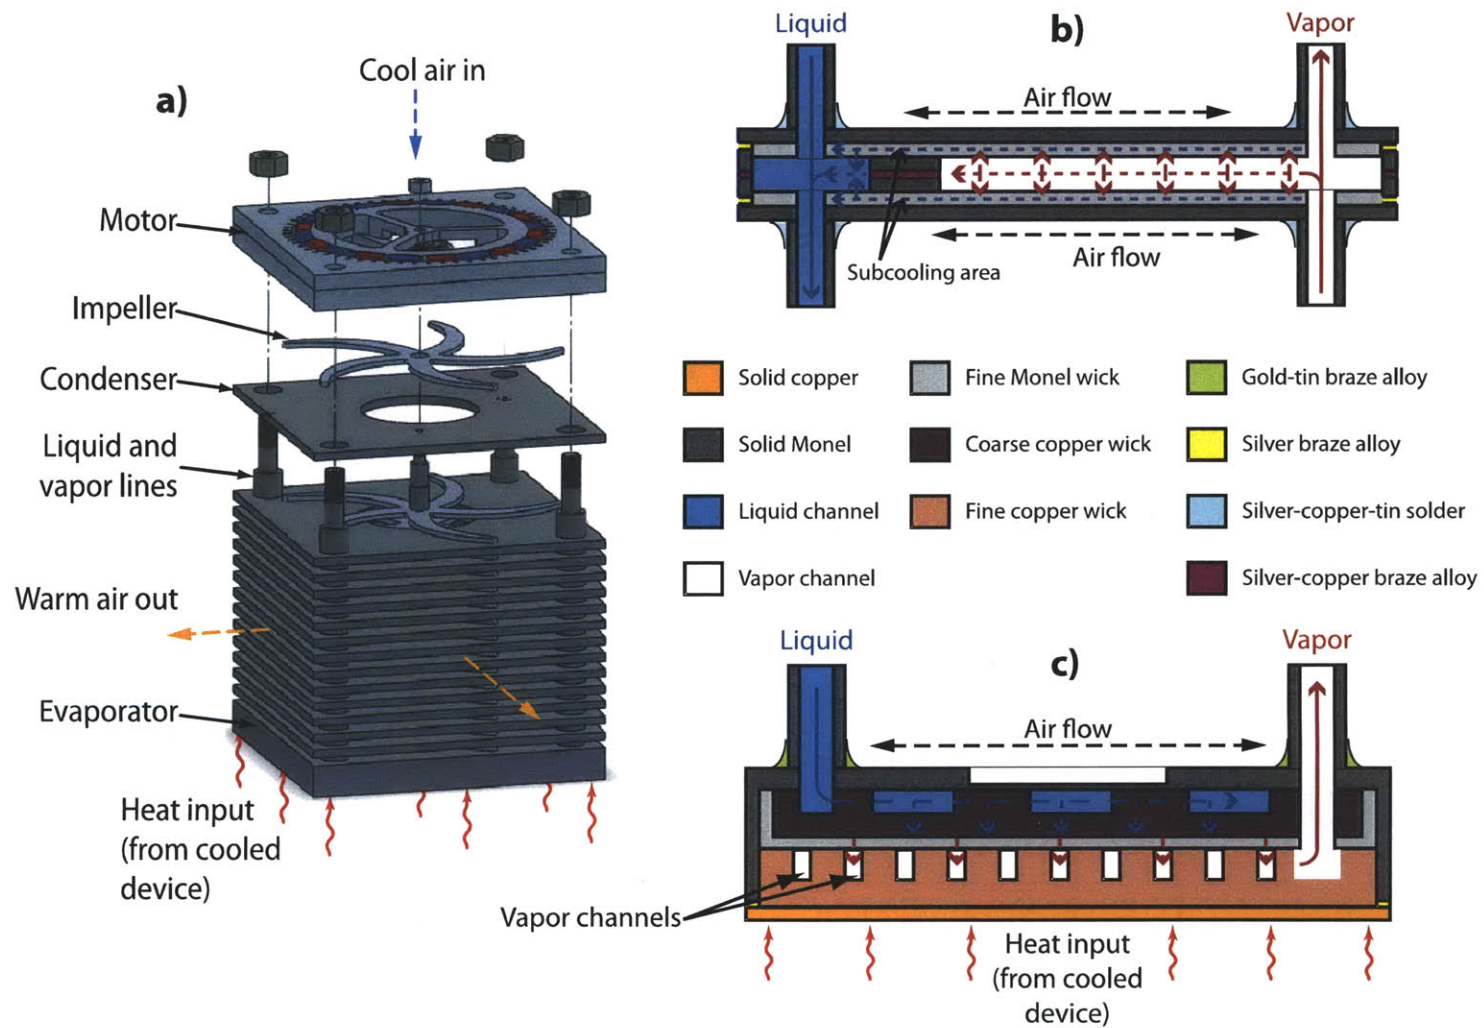 a)
Cool air in
Motor
Impeller
Condenser
Liquid and
vapor lines
Warm air out
Evaporator
Heat input
(from cooled
device)
b)
Liquid
Vapor
Air flow
Subcooling area
Air flow
Solid copper
Fine Monel wick
Gold-tin braze alloy
Solid Monel
Coarse copper wick
Silver braze alloy
Liquid channel
Fine copper wick
Silver-copper-tin solder
Vapor channel
Silver-copper braze alloy
Liquid
c)
Vapor
Air flow
Vapor channels
Heat input
(from cooled
device)